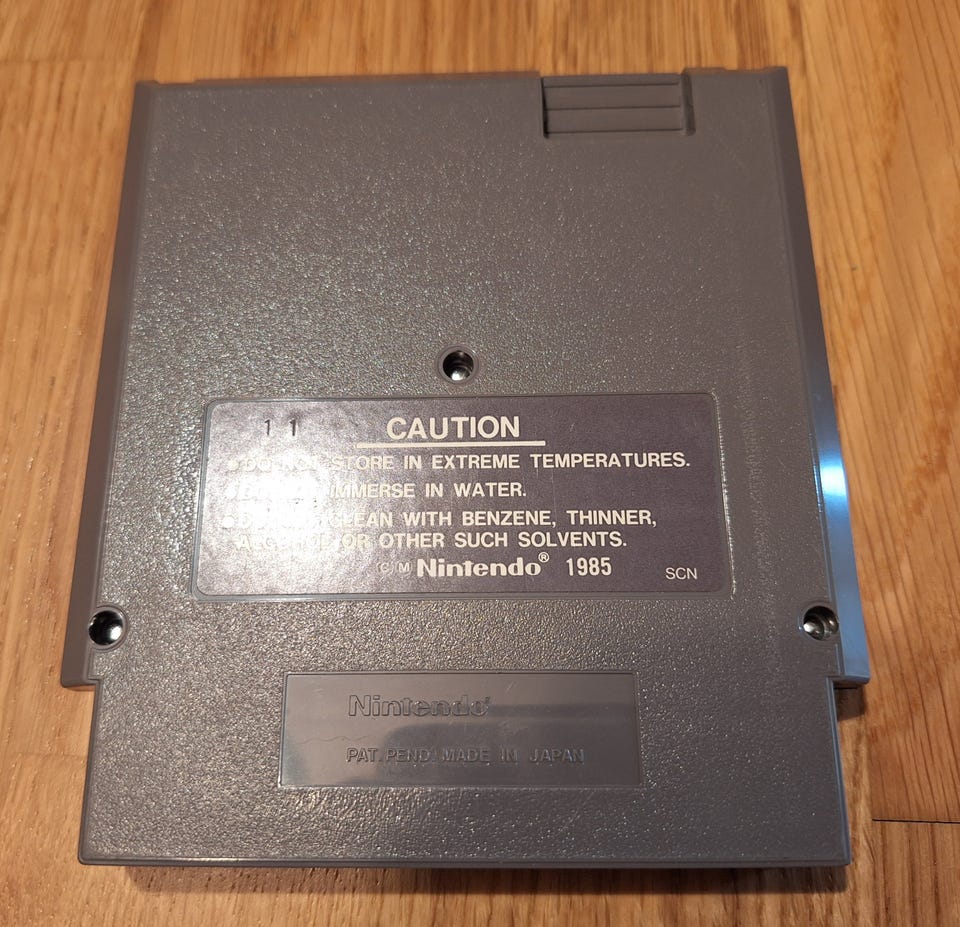 11
CAUTION
STORE IN EXTREME TEMPERATURES.
IMMERSE IN WATER.
CLEAN WITH BENZENE, THINNER,
OR OTHER SUCH SOLVENTS.
Nintendo® 1985
SCN
Nintendo
PAT. PEND. MADE IN JAPAN